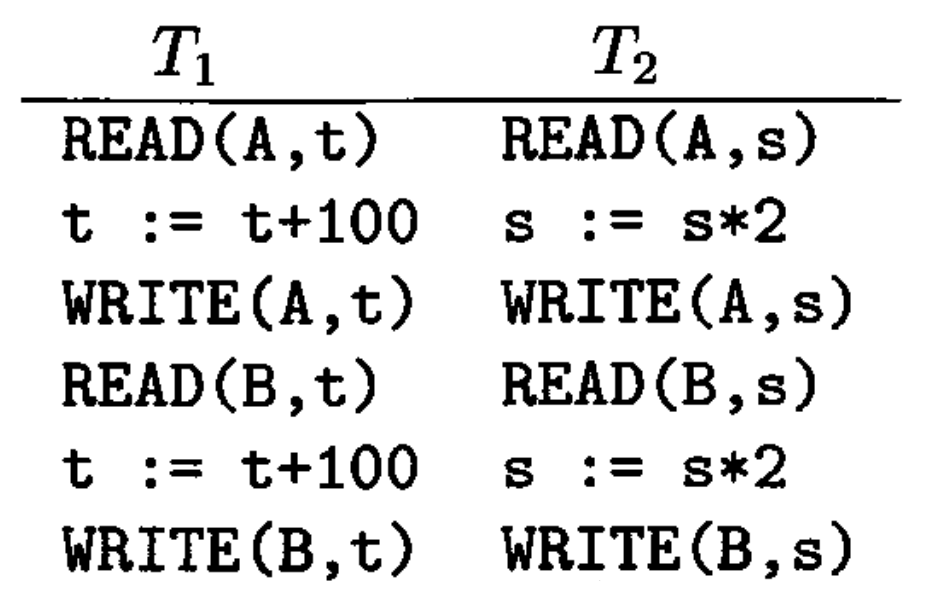 T₁ T₂
READ(A,t) READ(A,s)
t := t+100 s := s*2
WRITE(A,t) WRITE(A,s)
READ(B,t) READ(B,s)
t := t+100 s := s*2
WRITE(B,t) WRITE(B,s)